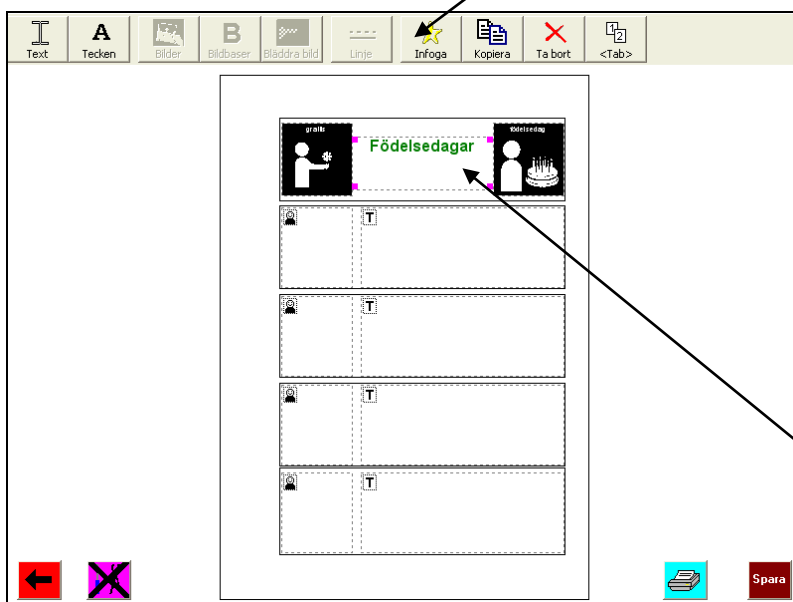 Text Tecken Bilder Bildbaser Bläddra bild Linje Infoga Kopiera Ta bort <Tab>
grattis Födelsedagar födelsedag
T
T
T
T
Spara